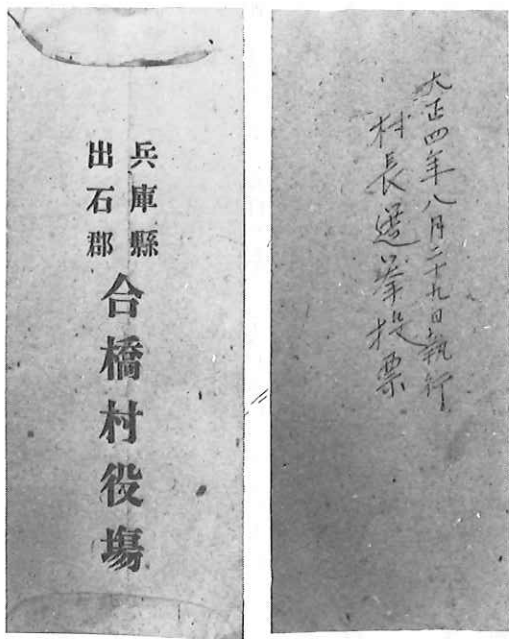 兵庫縣
出石郡
合橋村役塲
大正四年八月二十九日執行
村長選挙投票